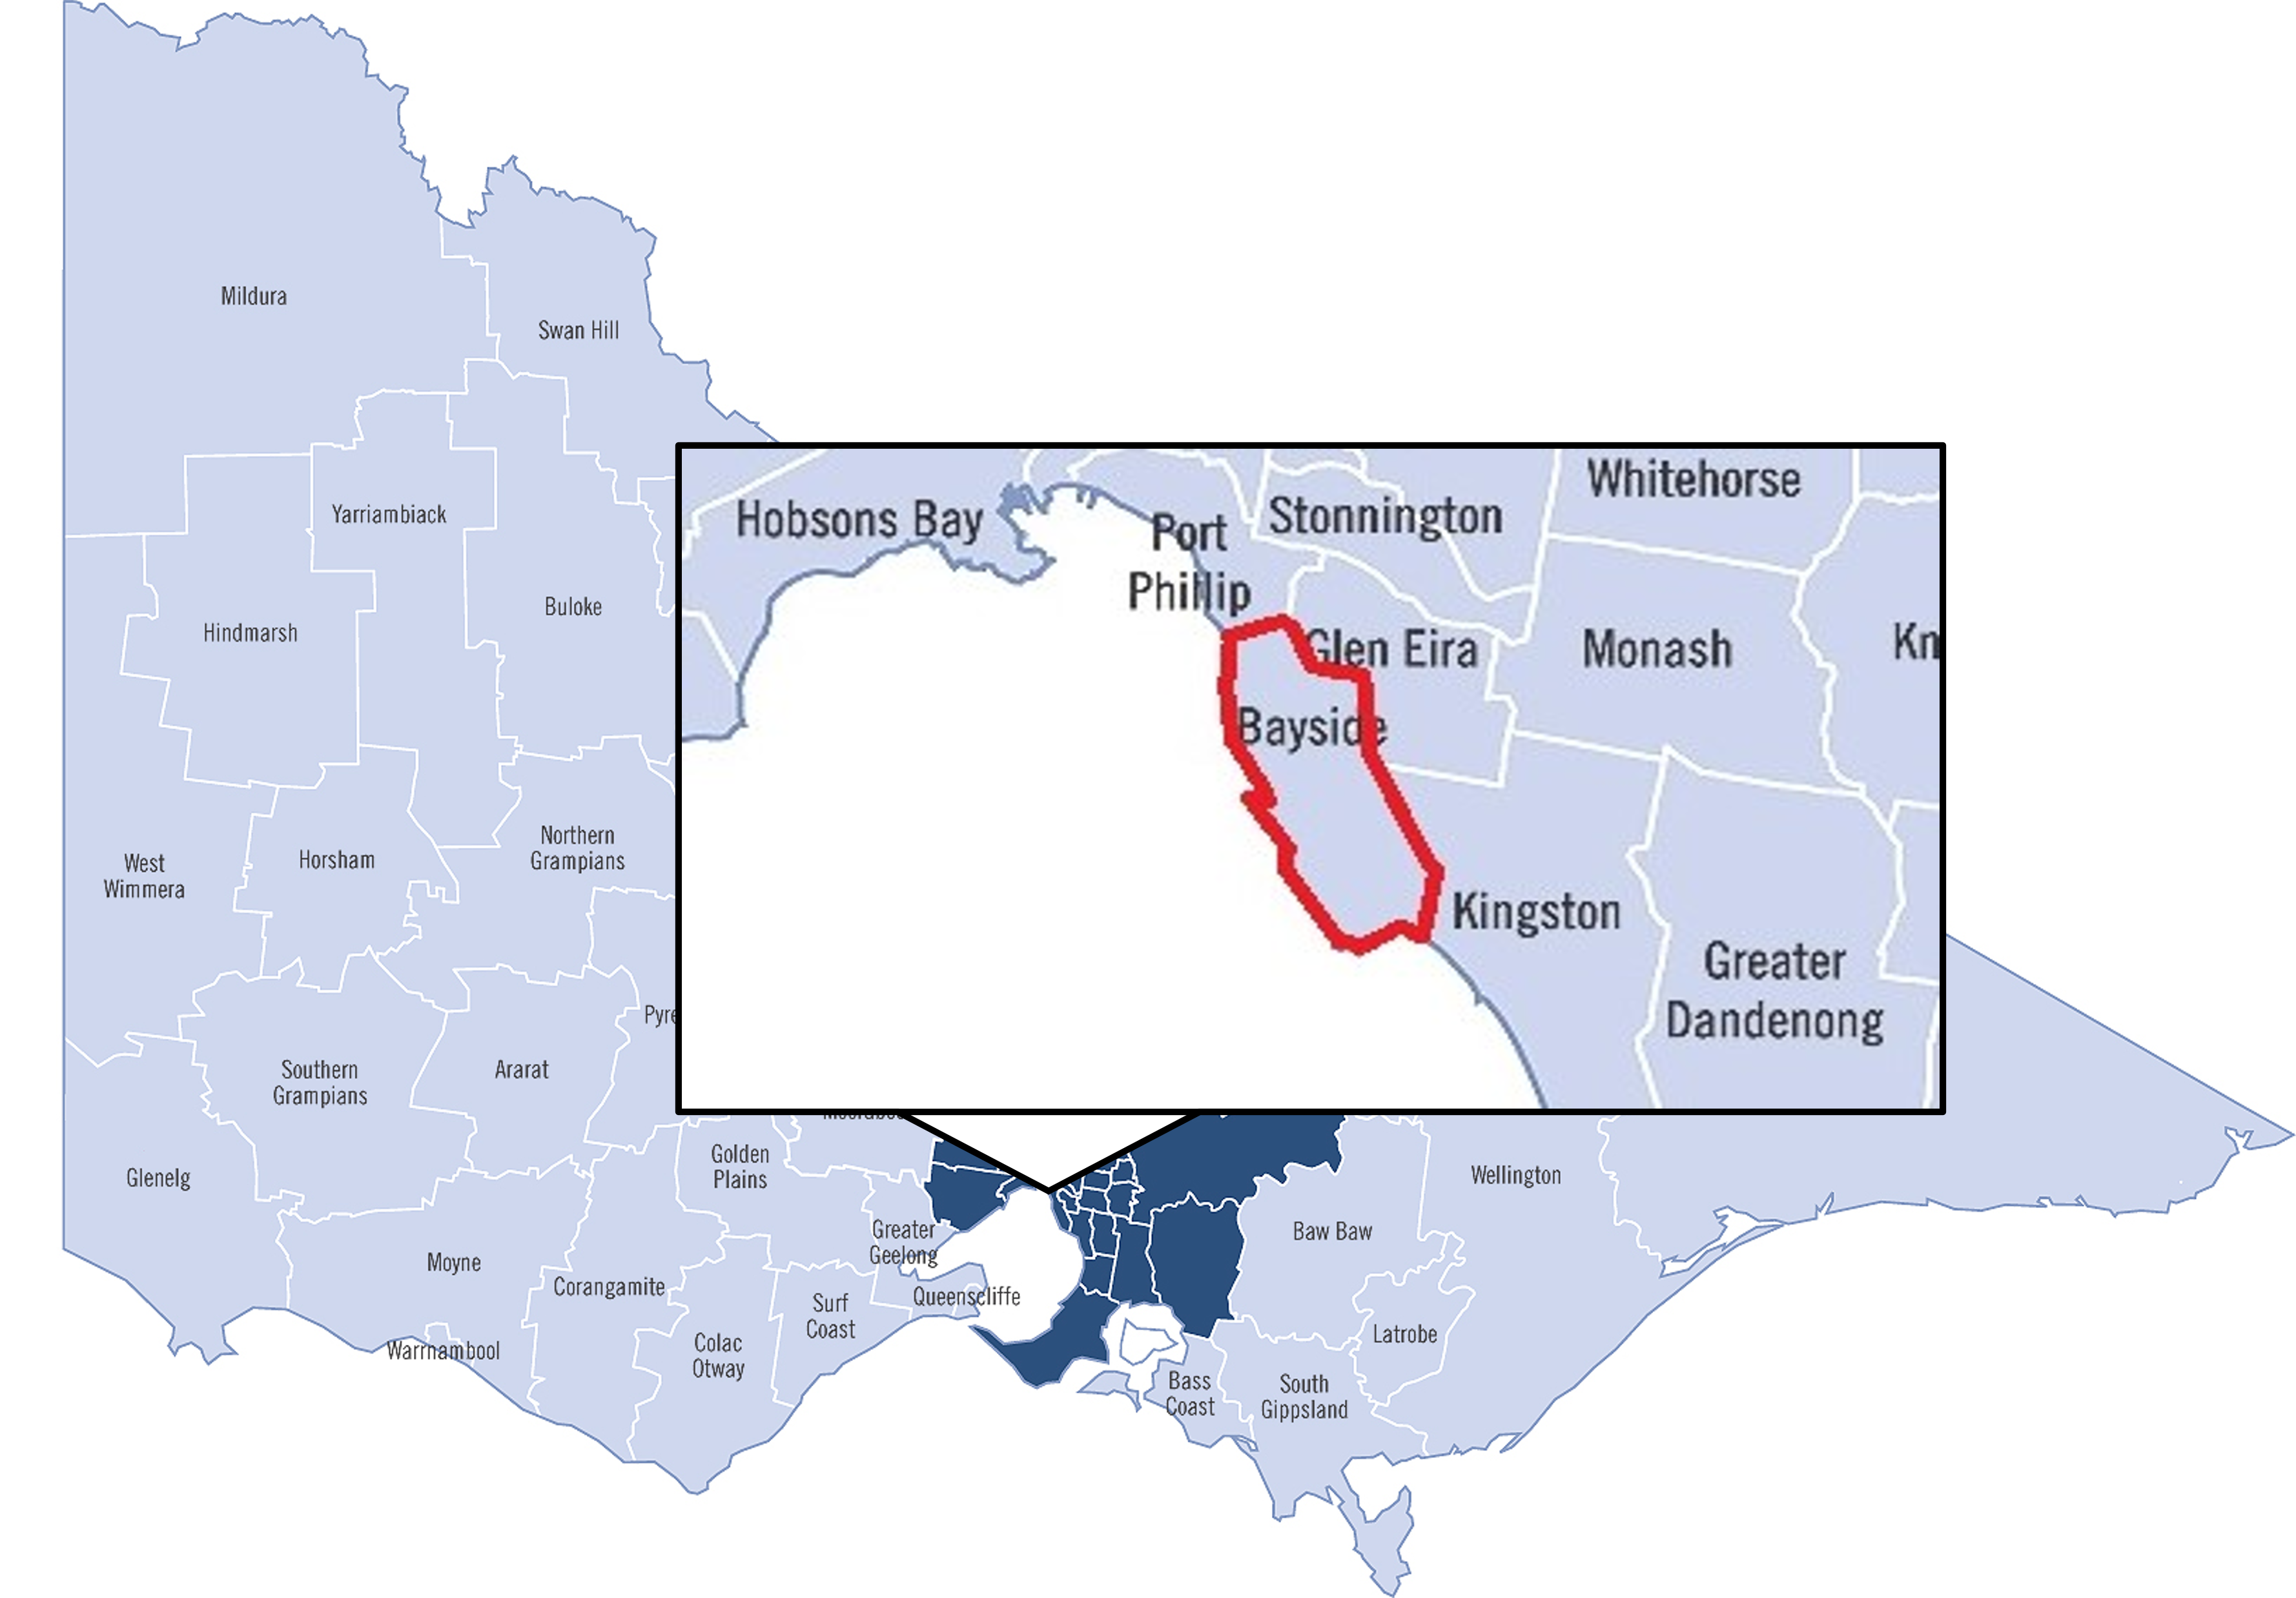 Mildura
Swan Hill
Yarriambiack
Buloke
Hindmarsh
Hobsons Bay
Port
Phillip
Stonnington
Whitehorse
Glen Eira
Monash
Kn
Bayside
Kingston
Greater
Dandenong
West
Wimmera
Horsham
Northern
Grampians
Pyre
Southern
Grampians
Ararat
Glenelg
Golden
Plains
Wellington
Greater
Geelong
Baw Baw
Moyne
Corangamite
Queenscliffe
Surf
Coast
Warrnambool
Colac
Otway
Latrobe
Bass
Coast
South
Gippsland